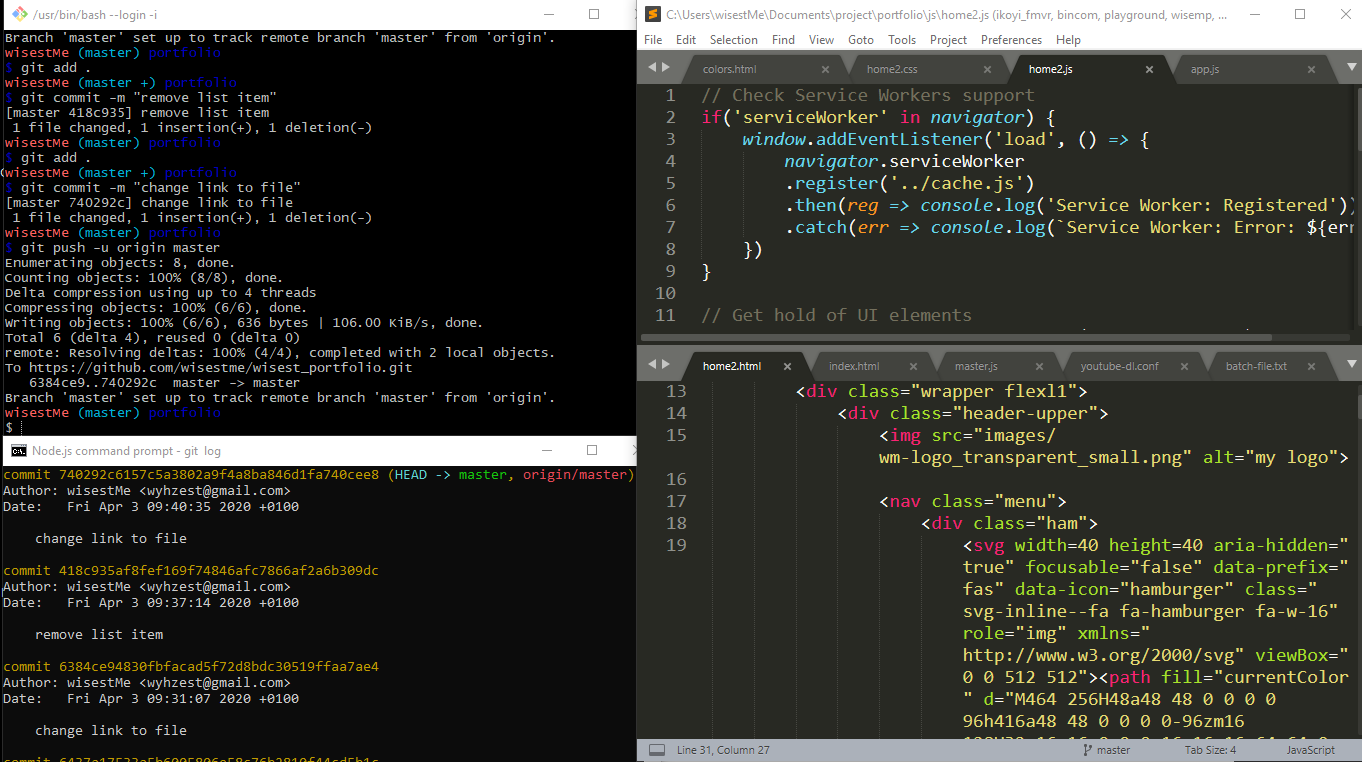 /usr/bin/bash --login -i
Branch 'master' set up to track remote branch 'master' from 'origin'.
wisestMe (master) portfolio
$ git add .
wisestMe (master +) portfolio
$ git commit -m "remove list item"
[master 418c935] remove list item
1 file changed, 1 insertion(+), 1 deletion(-)
wisestMe (master) portfolio
$ git add .
wisestMe (master +) portfolio
$ git commit -m "change link to file"
[master 740292c] change link to file
1 file changed, 1 insertion(+), 1 deletion(-)
wisestMe (master) portfolio
$ git push -u origin master
Enumerating objects: 8, done.
Counting objects: 100% (8/8), done.
Delta compression using up to 4 threads
Compressing objects: 100% (6/6), done.
Writing objects: 100% (6/6), 636 bytes | 106.00 KiB/s, done.
Total 6 (delta 4), reused 0 (delta 0)
remote: Resolving deltas: 100% (4/4), completed with 2 local objects.
To https://github.com/wisestme/wisest_portfolio.git
6384ce9..740292c  master -> master
Branch 'master' set up to track remote branch 'master' from 'origin'.
wisestMe (master) portfolio
$
Node.js command prompt - git log
commit 740292c6157c5a3802a9f4a8ba846d1fa740cee8 (HEAD -> master, origin/master)
Author: wisestMe <wyhzest@gmail.com>
Date:   Fri Apr 3 09:40:35 2020 +0100
change link to file
commit 418c935af8fef169f74846afc7866af2a6b309dc
Author: wisestMe <wyhzest@gmail.com>
Date:   Fri Apr 3 09:37:14 2020 +0100
remove list item
commit 6384ce94830fbfacad5f72d8bdc30519ffaa7ae4
Author: wisestMe <wyhzest@gmail.com>
Date:   Fri Apr 3 09:31:07 2020 +0100
change link to file
C:\Users\wisestMe\Documents\project\portfolio\js\home2.js (ikoyi_fmvr, bincom, playground, wisemp, ...
File Edit Selection Find View Goto Tools Project Preferences Help
colors.html home2.css home2.js app.js
1 // Check Service Workers support
2 if('serviceWorker' in navigator) {
3 window.addEventListener('load', () => {
4 navigator.serviceWorker
5 .register('../cache.js')
6 .then(reg => console.log('Service Worker: Registered'))
7 .catch(err => console.log(`Service Worker: Error: ${err
8 })
9 }
10
11 // Get hold of UI elements
home2.html index.html master.js youtube-dl.conf batch-file.txt
13 <div class="wrapper flexl1">
14 <div class="header-upper">
15 <img src="images/
wm-logo_transparent_small.png" alt="my logo">
16
17 <nav class="menu">
18 <div class="ham">
19 <svg width=40 height=40 aria-hidden="
true" focusable="false" data-prefix="
fas" data-icon="hamburger" class="
svg-inline--fa fa-hamburger fa-w-16"
role="img" xmlns="
http://www.w3.org/2000/svg" viewBox="
0 0 512 512"><path fill="currentColor
" d="M464 256H48a48 48 0 0 0 0
96h416a48 48 0 0 0 0-96zm16
Line 31, Column 27 master Tab Size: 4 JavaScript